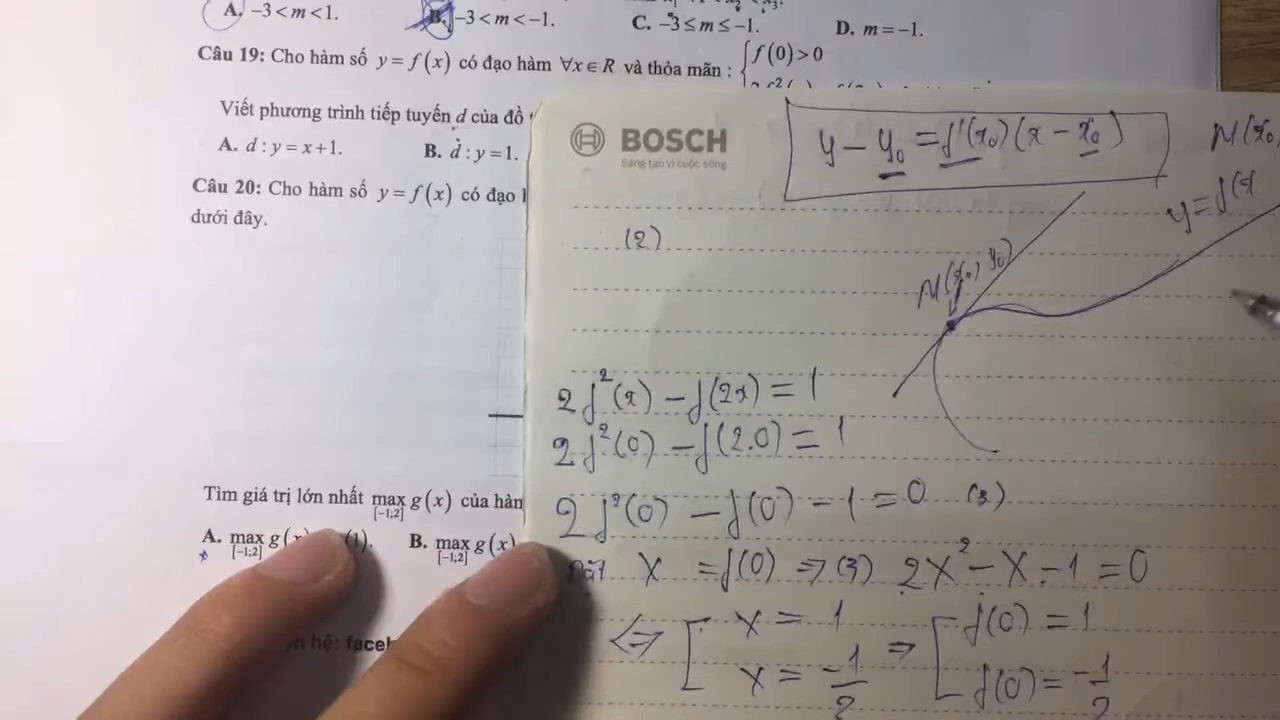 A. −3 < m < 1. B. −3 < m < −1. C. −3 ≤ m ≤ −1. D. m = −1.
Câu 19: Cho hàm số y = f(x) có đạo hàm ∀x ∈ R và thỏa mãn : { f(0) > 0
Viết phương trình tiếp tuyến d của đồ
A. d : y = x + 1. B. d : y = 1.
Câu 20: Cho hàm số y = f(x) có đạo
dưới đây.
Tìm giá trị lớn nhất max g(x) của hàn
[−1;2]
A. max g( (1). B. max g(x)
[−1;2] [−1;2]
hệ: face
BOSCH
Sáng tạo vì cuộc sống
y − y₀ = f'(x₀)(x − x₀)
M(x₀
y = f(x
(2)
M(x₀, y₀)
2f²(x) − f(2x) = 1
2f²(0) − f(2.0) = 1
2f²(0) − f(0) − 1 = 0 (3)
Đặt X = f(0) => (3) 2X² − X − 1 = 0
<=> [ X = 1 => [ f(0) = 1
X = -1/2 f(0) = -1/2